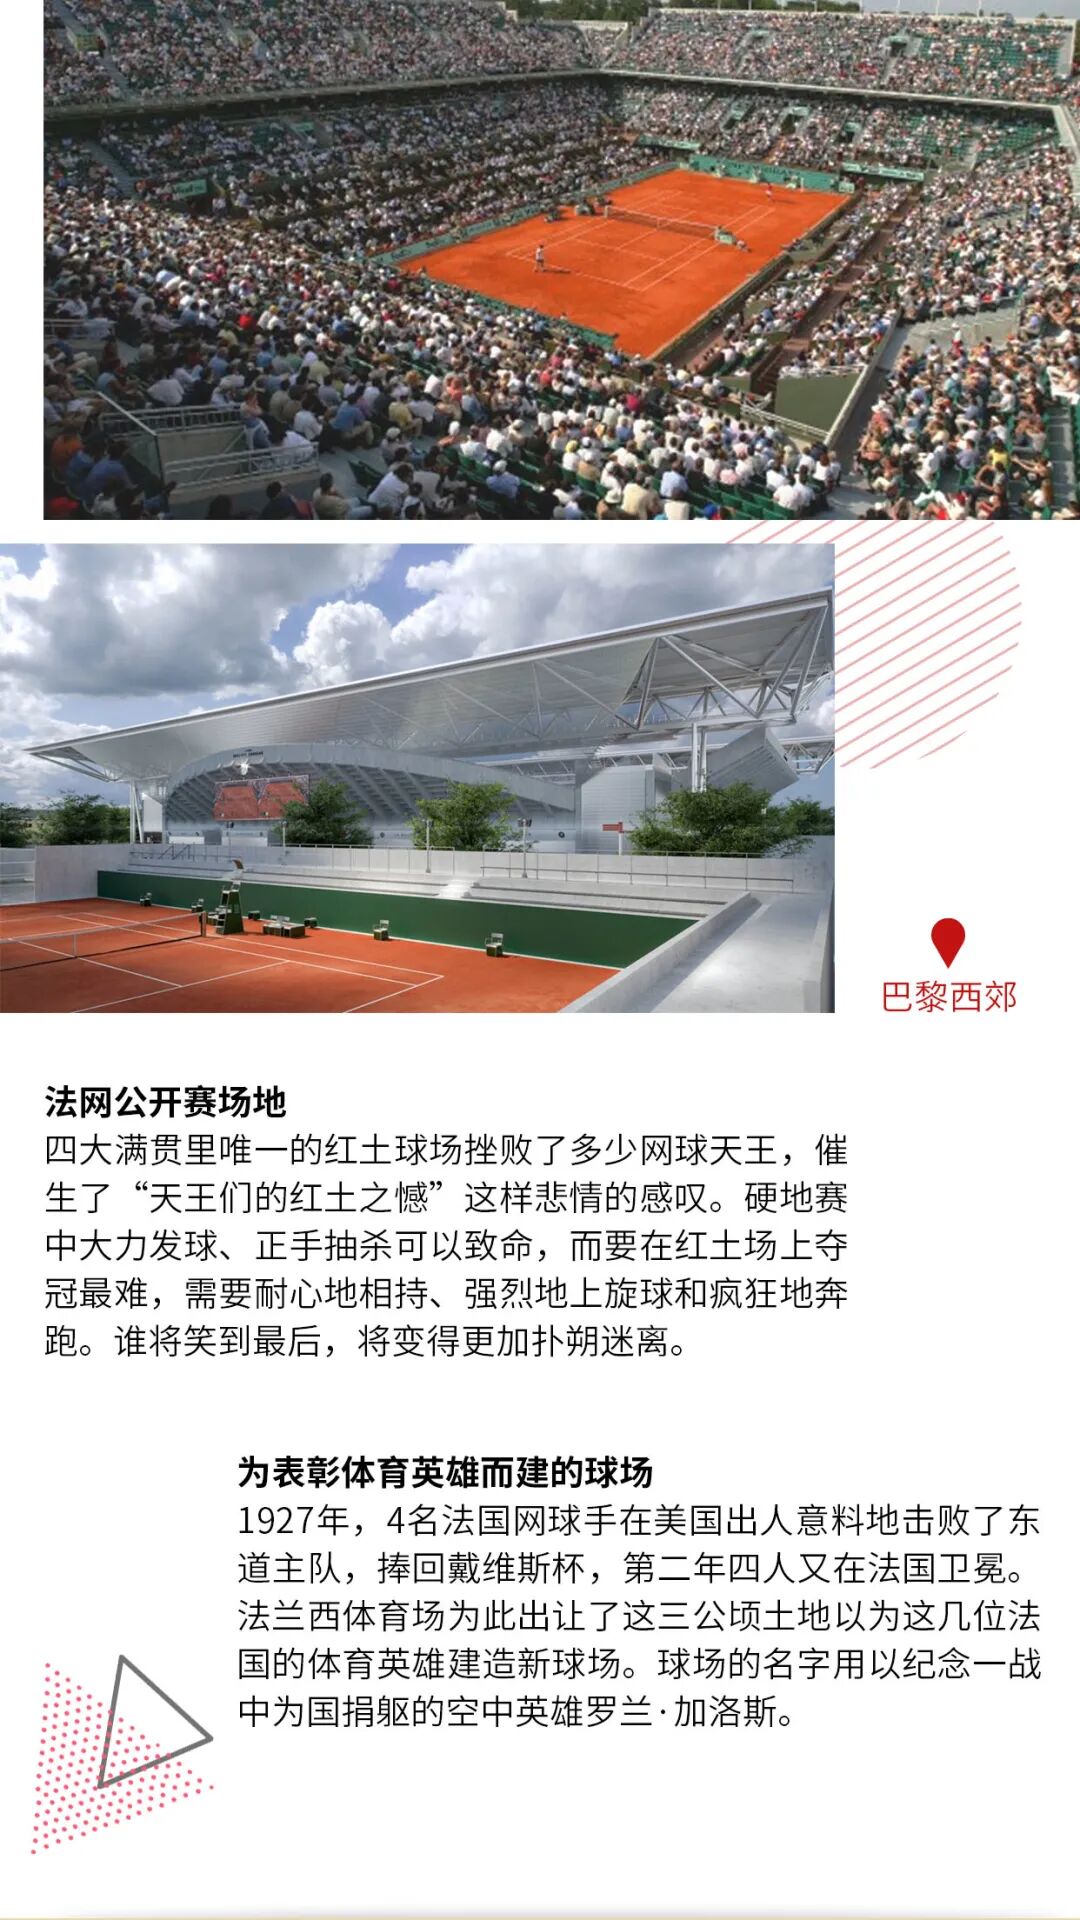 巴黎西郊
法网公开赛场地
四大满贯里唯一的红土球场挫败了多少网球天王，催
生了“天王们的红土之憾”这样悲情的感叹。硬地赛
中大力发球、正手抽杀可以致命，而要在红土场上夺
冠最难，需要耐心地相持、强烈地上旋球和疯狂地奔
跑。谁将笑到最后，将变得更加扑朔迷离。
为表彰体育英雄而建的球场
1927年，4名法国网球手在美国出人意料地击败了东
道主队，捧回戴维斯杯，第二年四人又在法国卫冕。
法兰西体育场为此出让了这三公顷土地以为这几位法
国的体育英雄建造新球场。球场的名字用以纪念一战
中为国捐躯的空中英雄罗兰·加洛斯。